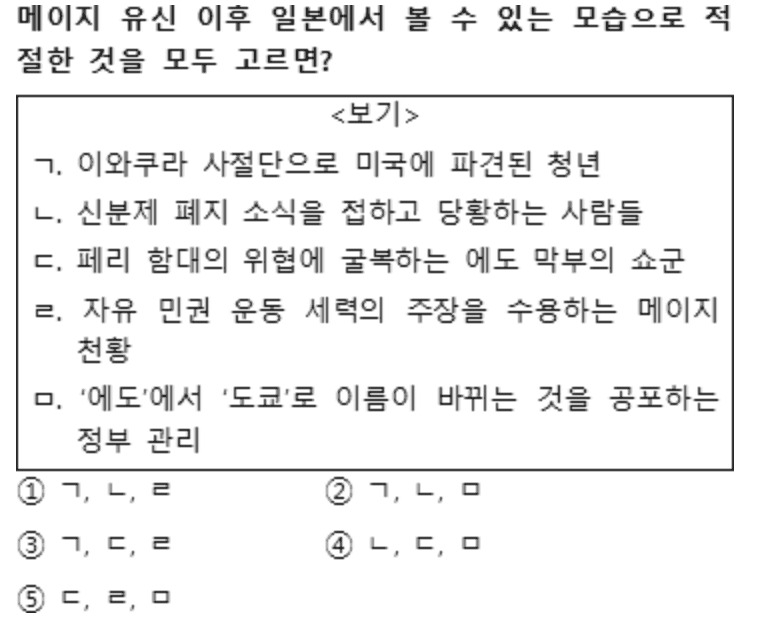 메이지 유신 이후 일본에서 볼 수 있는 모습으로 적
절한 것을 모두 고르면?
<보기>
ㄱ. 이와쿠라 사절단으로 미국에 파견된 청년
ㄴ. 신분제 폐지 소식을 접하고 당황하는 사람들
ㄷ. 페리 함대의 위협에 굴복하는 에도 막부의 쇼군
ㄹ. 자유 민권 운동 세력의 주장을 수용하는 메이지
천황
ㅁ. ‘에도’에서 ‘도쿄’로 이름이 바뀌는 것을 공포하는
정부 관리
① ㄱ, ㄴ, ㄹ ② ㄱ, ㄴ, ㅁ
③ ㄱ, ㄷ, ㄹ ④ ㄴ, ㄷ, ㅁ
⑤ ㄷ, ㄹ, ㅁ